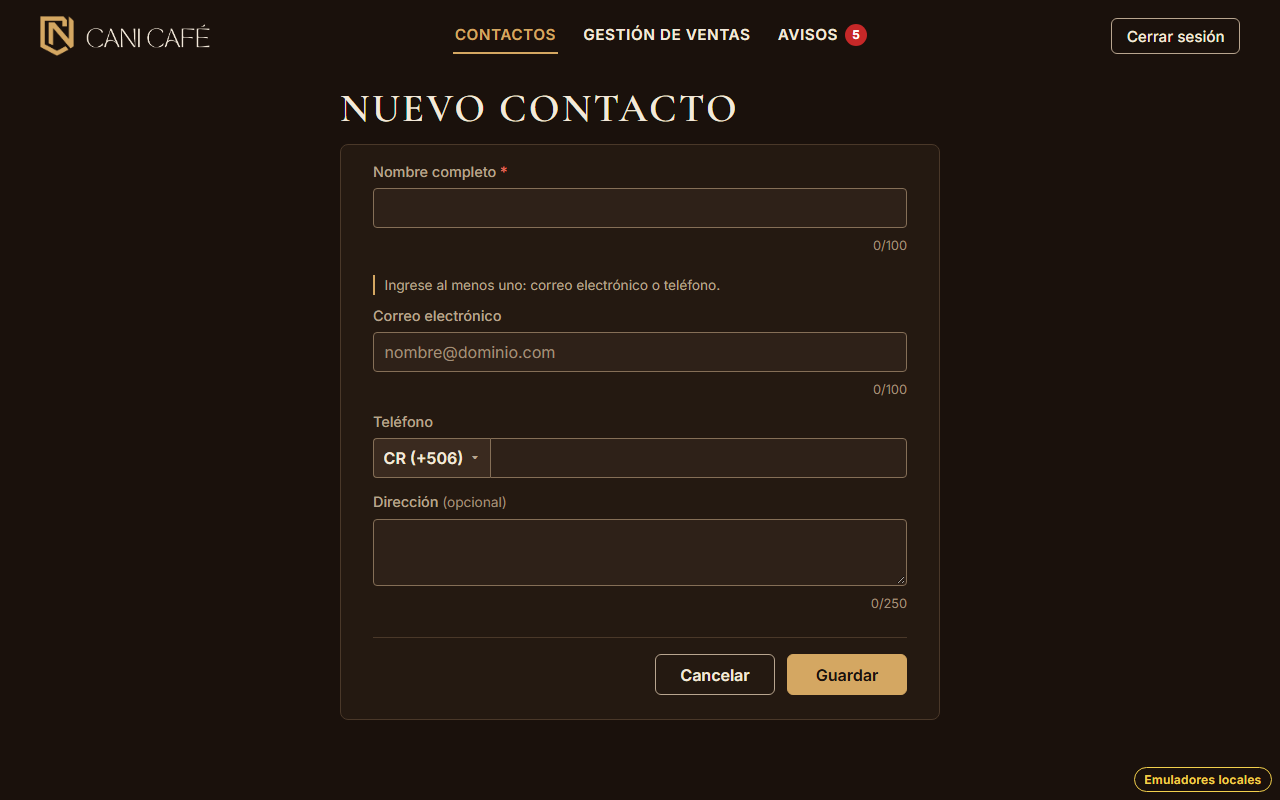 CANI CAFÉ
CONTACTOS
GESTIÓN DE VENTAS
AVISOS 5
Cerrar sesión
NUEVO CONTACTO
Nombre completo *
0/100
Ingrese al menos uno: correo electrónico o teléfono.
Correo electrónico
nombre@dominio.com
0/100
Teléfono
CR (+506)
Dirección (opcional)
0/250
Cancelar
Guardar
Emuladores locales